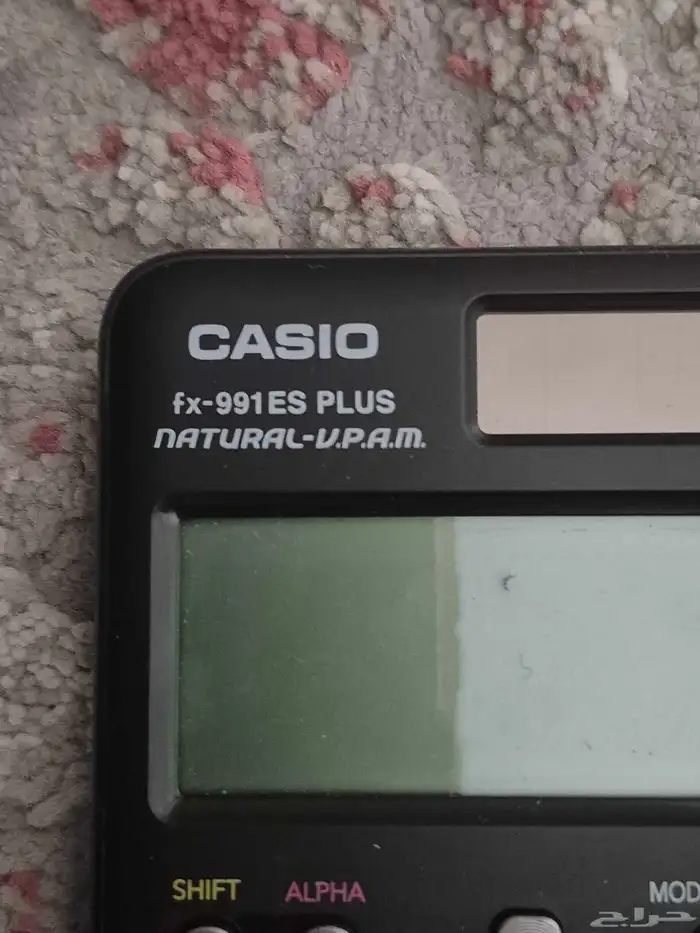 CASIO
fx-991ES PLUS
NATURAL-V.P.A.M.
SHIFT ALPHA MOD
حراج